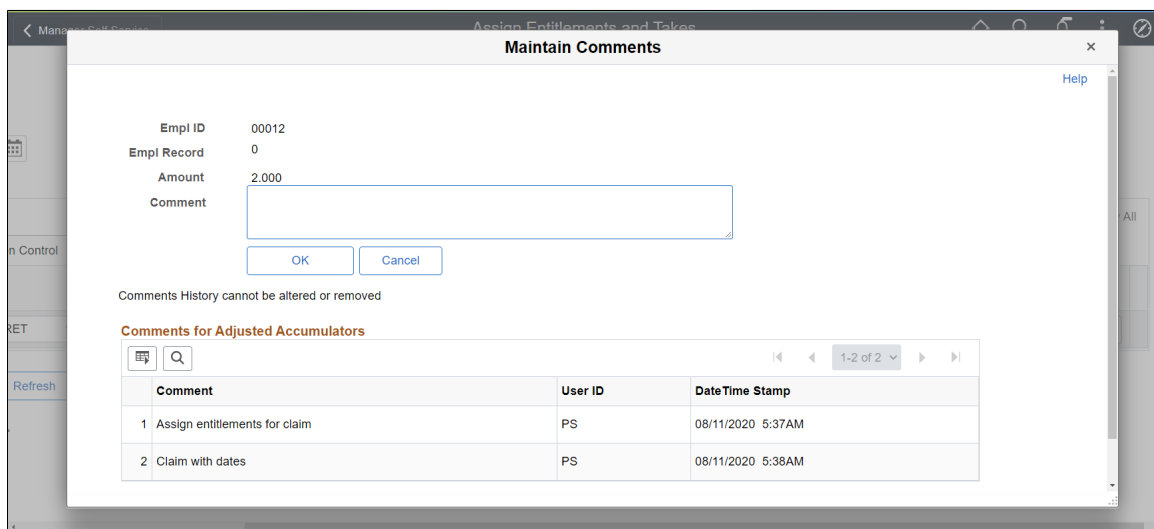 Assign Entitlements and Takes
Maintain Comments
×
Help
Empl ID 00012
Empl Record 0
Amount 2.000
Comment
All
n Control
OK Cancel
Comments History cannot be altered or removed
RET
Comments for Adjusted Accumulators
1-2 of 2
Refresh
Comment User ID DateTime Stamp
1 Assign entitlements for claim PS 08/11/2020 5:37AM
2 Claim with dates PS 08/11/2020 5:38AM